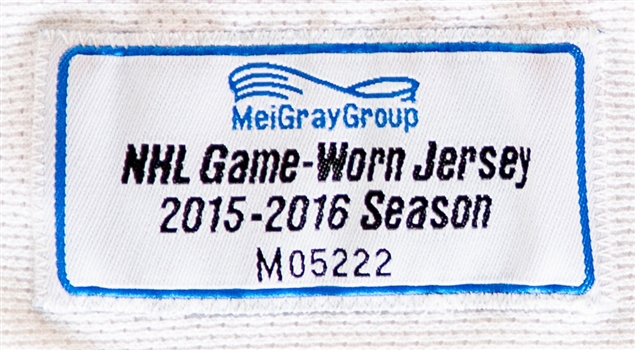 MeiGrayGroup
NHL Game-Worn Jersey
2015-2016 Season
M05222